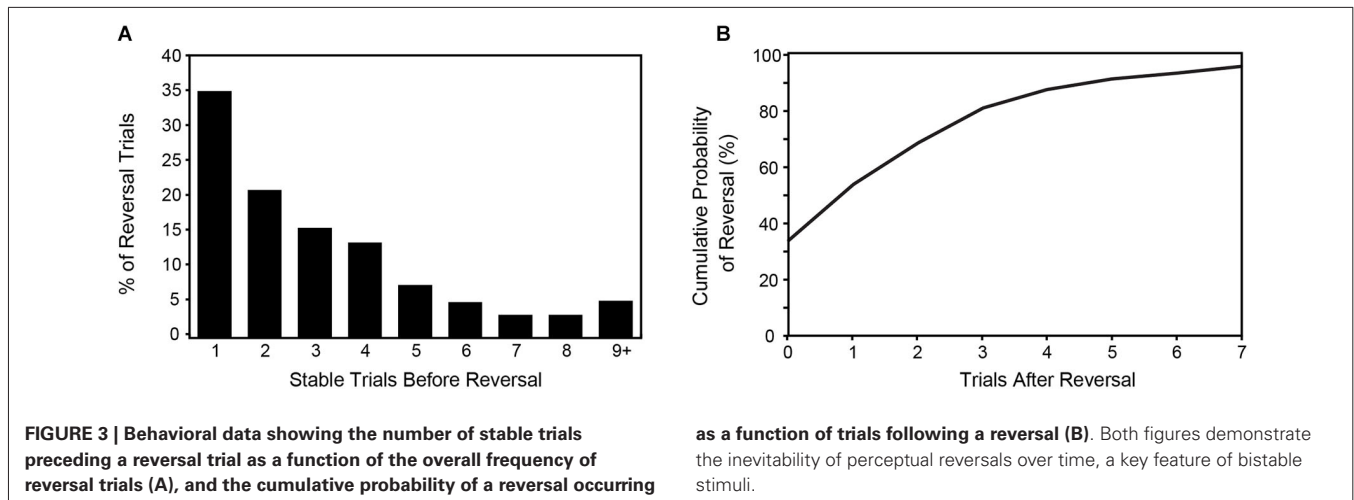 A
40
35
30
25
20
15
10
5
0
% of Reversal Trials
1 2 3 4 5 6 7 8 9+
Stable Trials Before Reversal
B
100
80
60
40
20
0
Cumulative Probability
of Reversal (%)
0 1 2 3 4 5 6 7
Trials After Reversal
FIGURE 3 | Behavioral data showing the number of stable trials
preceding a reversal trial as a function of the overall frequency of
reversal trials (A), and the cumulative probability of a reversal occurring
as a function of trials following a reversal (B). Both figures demonstrate
the inevitability of perceptual reversals over time, a key feature of bistable
stimuli.